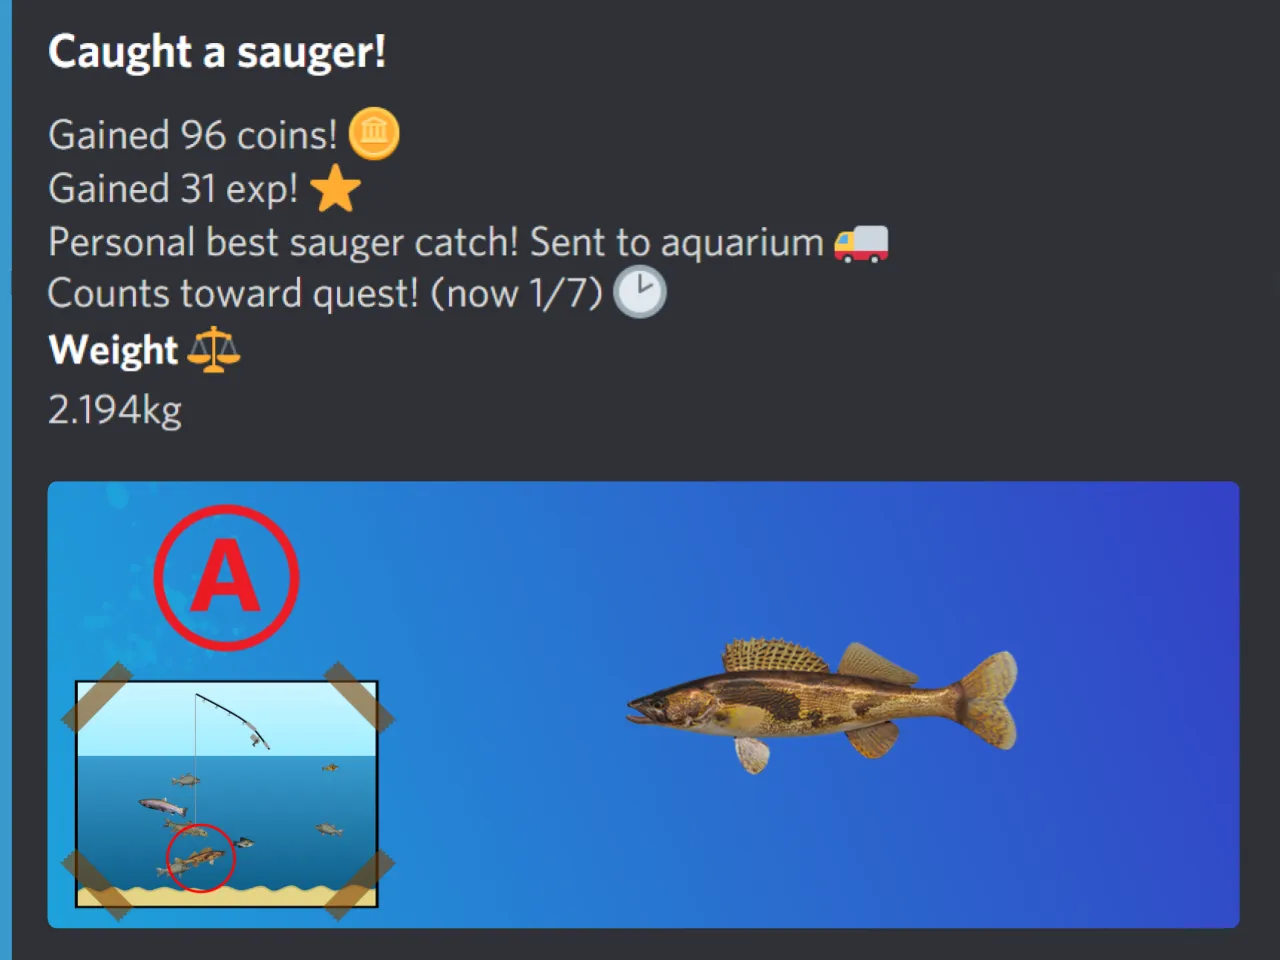 Caught a sauger!
Gained 96 coins!
Gained 31 exp!
Personal best sauger catch! Sent to aquarium
Counts toward quest! (now 1/7)
Weight
2.194kg
A